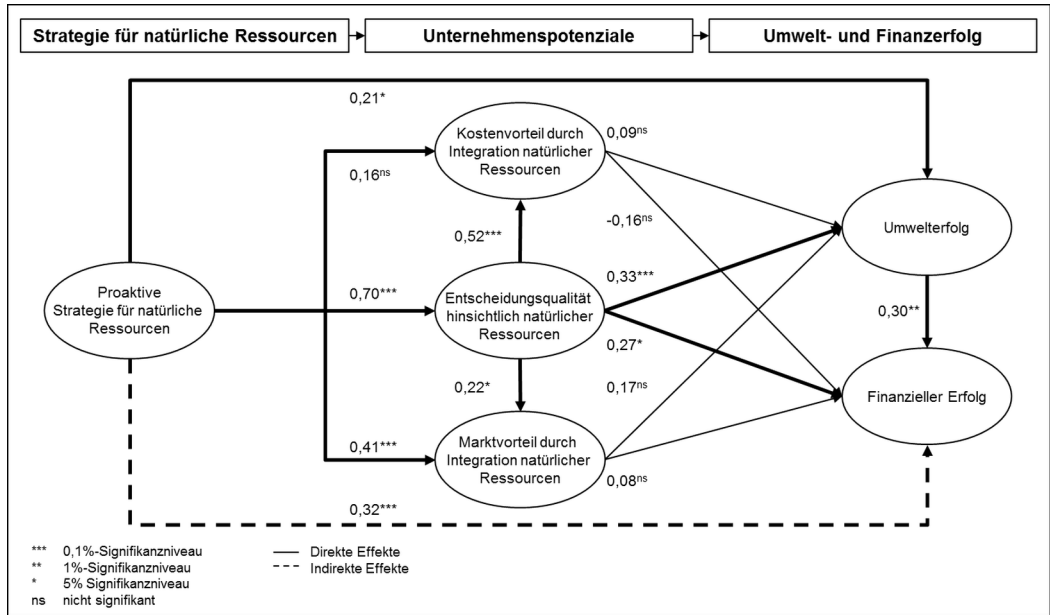 Strategie für natürliche Ressourcen
Unternehmenspotenziale
Umwelt- und Finanzerfolg
0,21*
Kostenvorteil durch
Integration natürlicher
Ressourcen
0,09ns
0,16ns
-0,16ns
Umwelterfolg
0,52***
Proaktive
Strategie für natürliche
Ressourcen
0,70***
Entscheidungsqualität
hinsichtlich natürlicher
Ressourcen
0,33***
0,30**
0,27*
0,22*
0,17ns
Finanzieller Erfolg
0,41***
Marktvorteil durch
Integration natürlicher
Ressourcen
0,08ns
0,32***
*** 0,1%-Signifikanzniveau
** 1%-Signifikanzniveau
* 5% Signifikanzniveau
ns nicht signifikant
Direkte Effekte
Indirekte Effekte